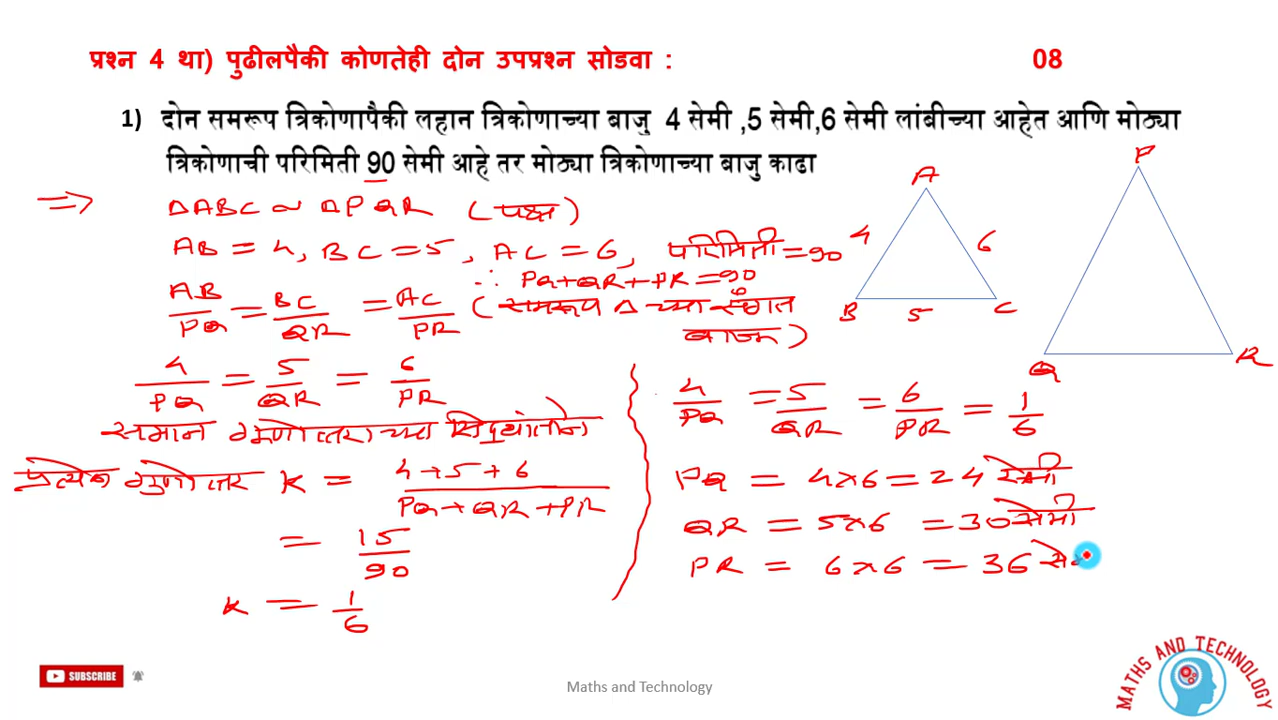 प्रश्न 4 था) पुढीलपैकी कोणतेही दोन उपप्रश्न सोडवा : 08
1) दोन समरूप त्रिकोणापैकी लहान त्रिकोणाच्या बाजु 4 सेमी ,5 सेमी,6 सेमी लांबीच्या आहेत आणि मोठ्या
त्रिकोणाची परिमिती 90 सेमी आहे तर मोठ्या त्रिकोणाच्या बाजु काढा
=> ΔABC ~ ΔPQR (पक्ष)
AB = 4, BC = 5, AC = 6, परिमिती = 90
∴ PQ+QR+PR = 90
AB/PQ = BC/QR = AC/PR (समरूप Δ च्या संगत
बाजू)
4/PQ = 5/QR = 6/PR
समान गुणोत्तराच्या सिद्धांताने
प्रत्येक गुणोत्तर K = 4+5+6/PQ+QR+PR
= 15/90
K = 1/6
4/PQ = 5/QR = 6/PR = 1/6
PQ = 4×6 = 24 सेमी
QR = 5×6 = 30 सेमी
PR = 6×6 = 36 से
A
4
6
B
5
C
P
Q
R
SUBSCRIBE
Maths and Technology
MATHS AND TECHNOLOGY